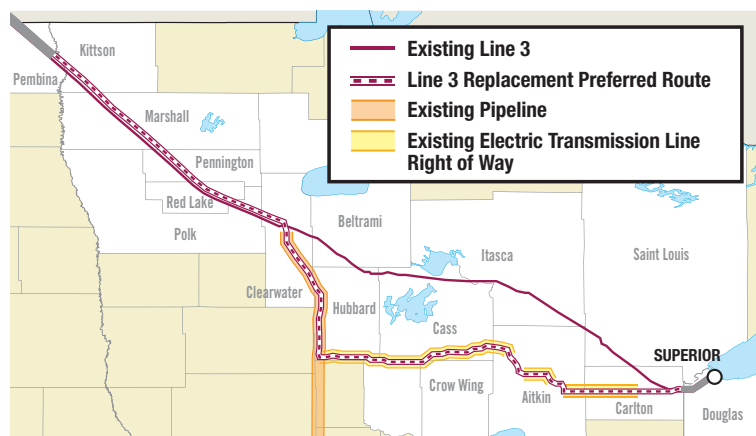 Existing Line 3
Line 3 Replacement Preferred Route
Existing Pipeline
Existing Electric Transmission Line
Right of Way
Kittson
Pembina
Marshall
Pennington
Red Lake
Polk
Beltrami
Itasca
Saint Louis
Clearwater
Hubbard
Cass
SUPERIOR
Crow Wing
Aitkin
Carlton
Douglas